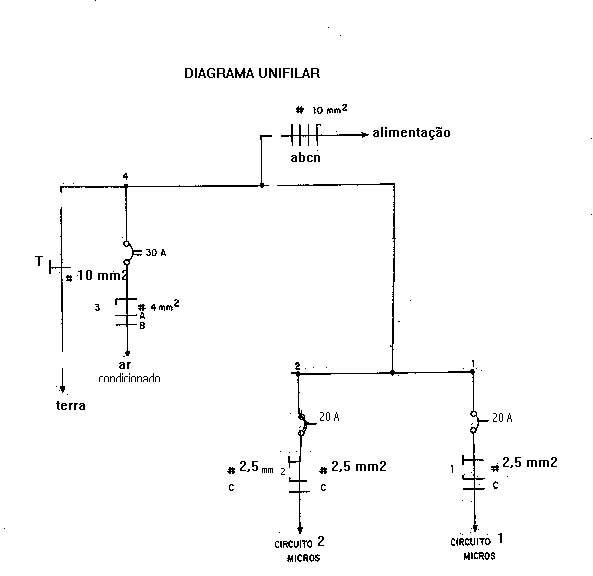 DIAGRAMA UNIFILAR
# 10 mm2
alimentação
abcn
4
30 A
T
# 10 mm2
3
# 4 mm2
A
B
ar
condicionado
terra
2
1
20 A
20 A
# 2,5 mm 2
# 2,5 mm2
C
C
1
# 2,5 mm2
C
CIRCUITO 2
MICROS
CIRCUITO 1
MICROS